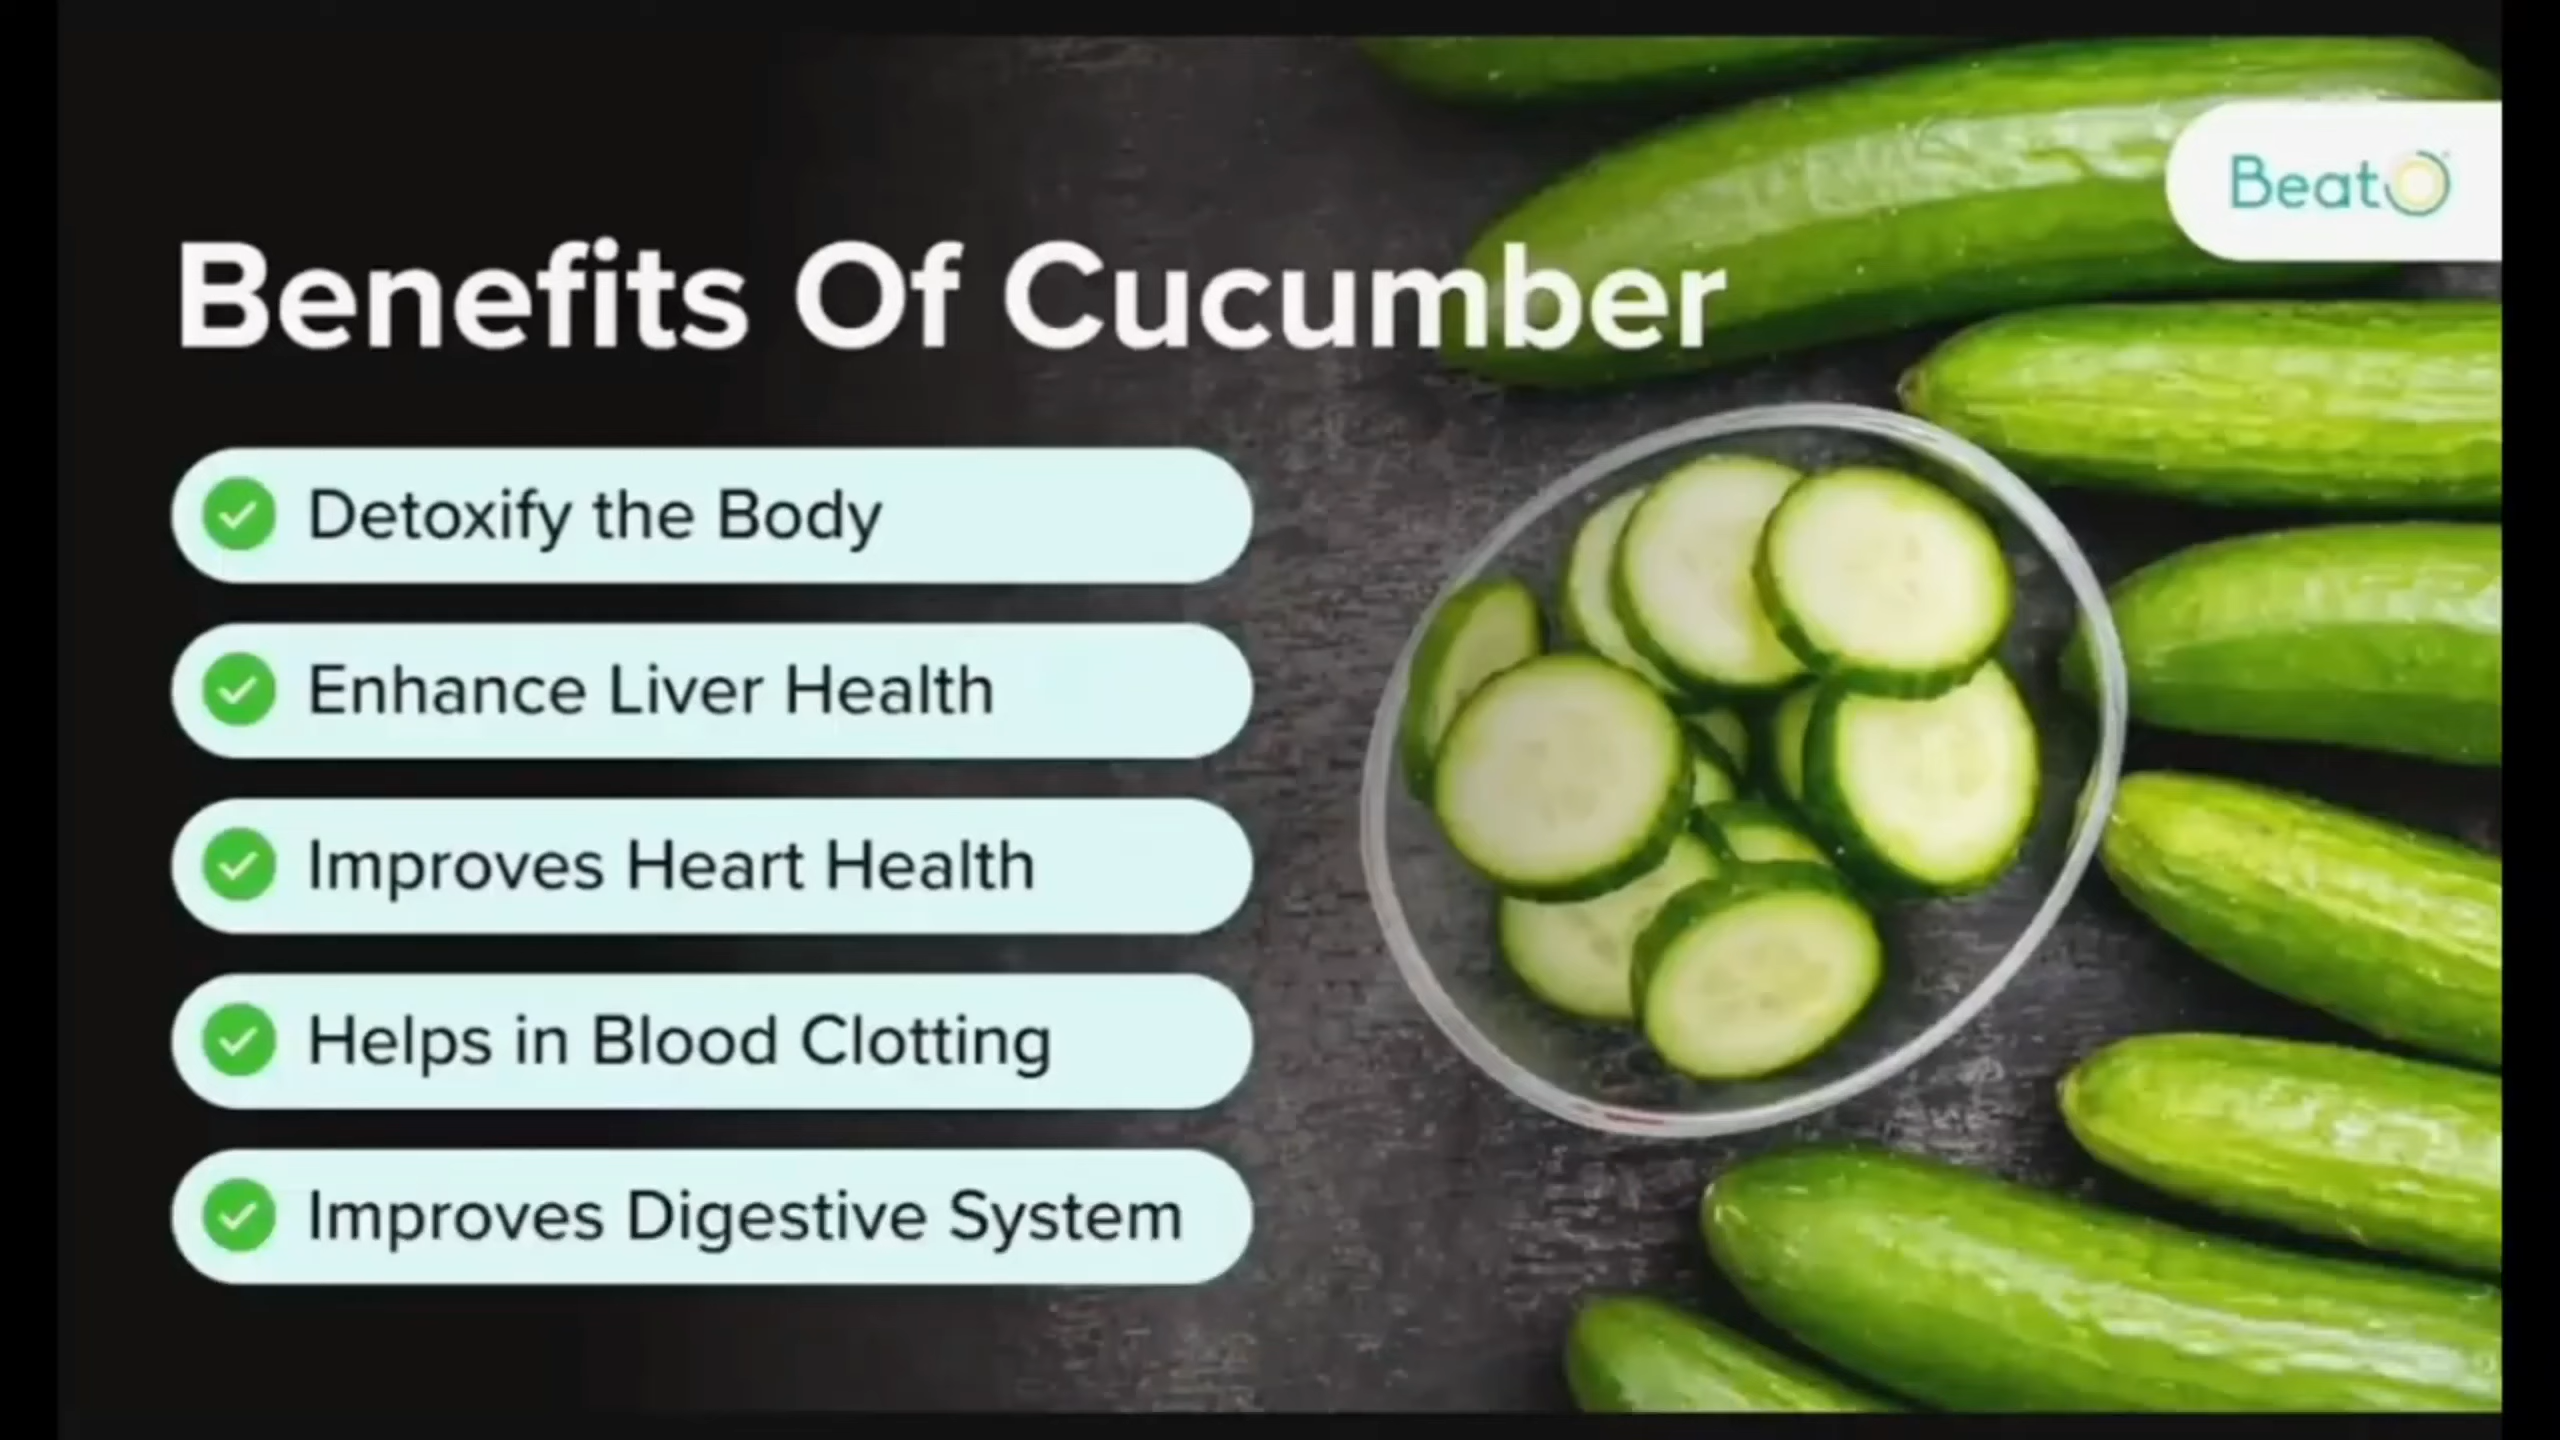 BeatO
Benefits Of Cucumber
Detoxify the Body
Enhance Liver Health
Improves Heart Health
Helps in Blood Clotting
Improves Digestive System